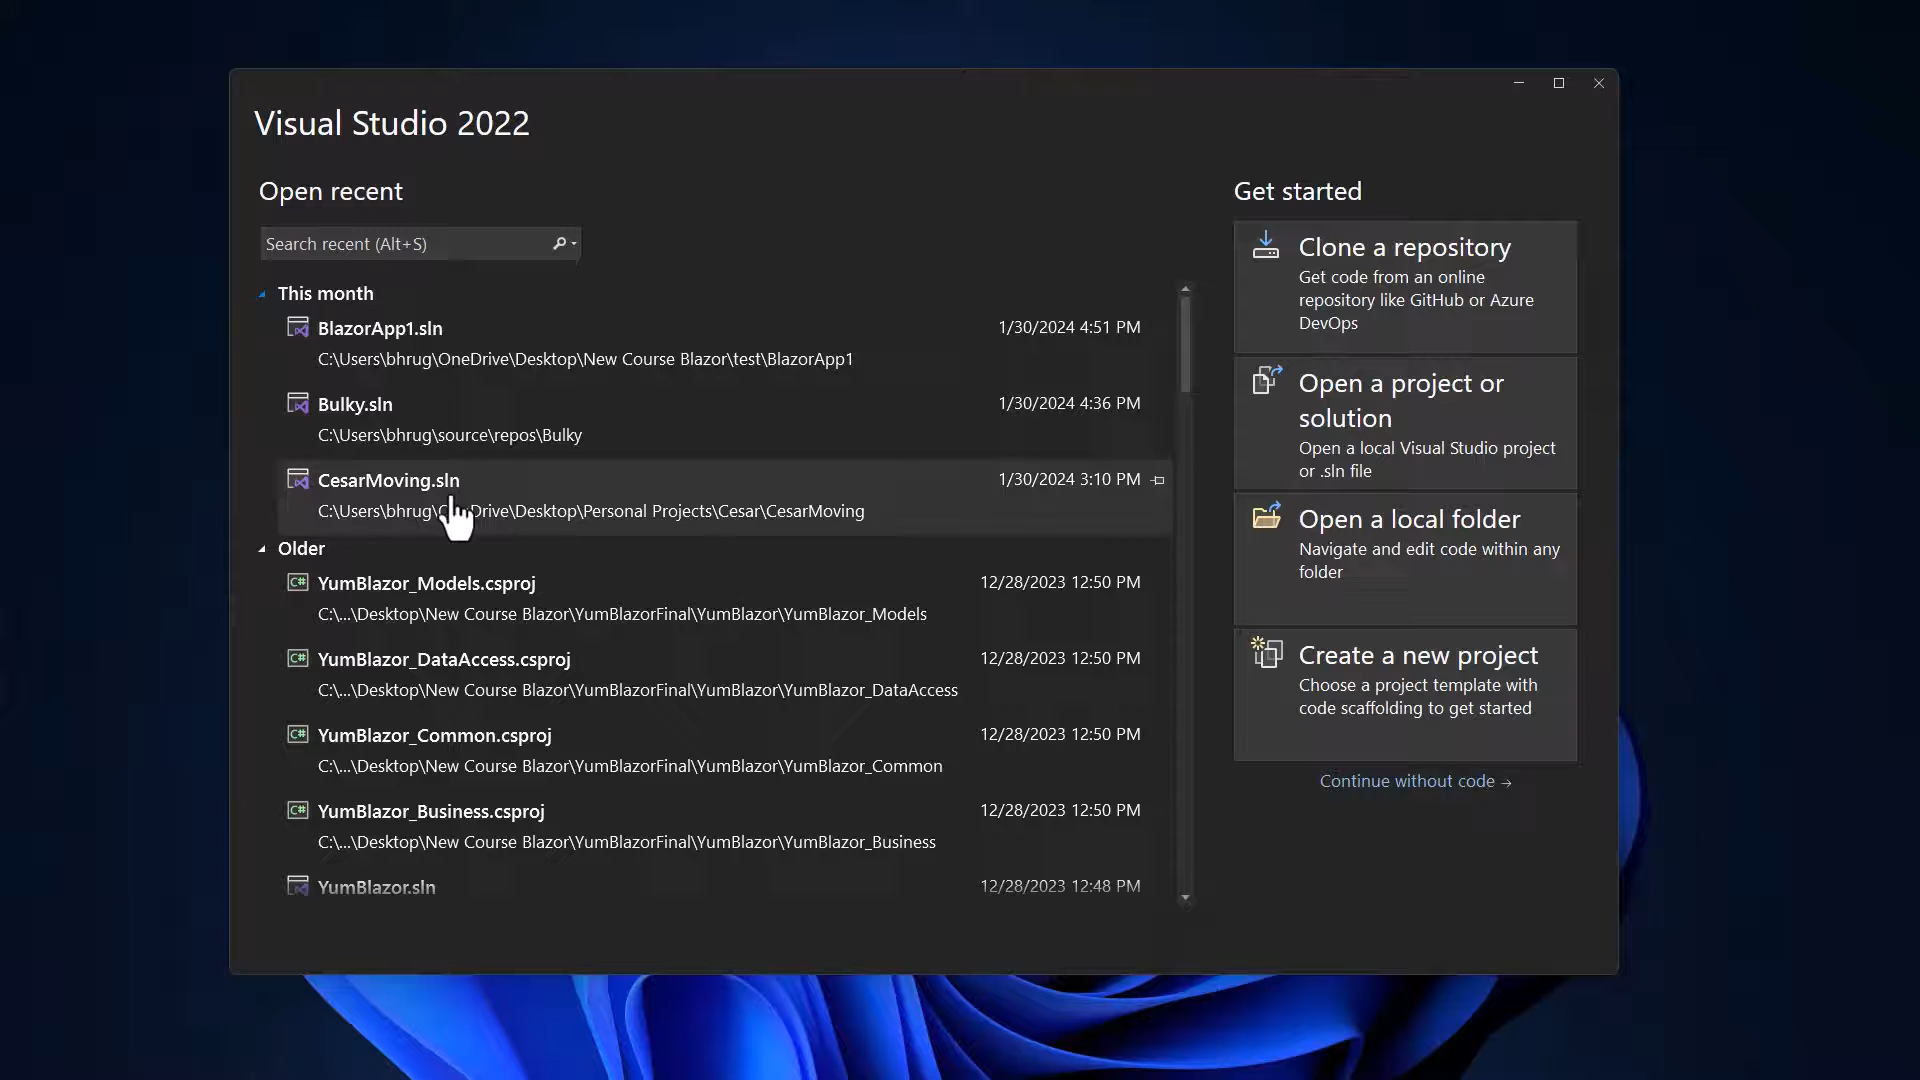 Visual Studio 2022
Open recent
Search recent (Alt+S)
This month
BlazorApp1.sln 1/30/2024 4:51 PM
C:\Users\bhrug\OneDrive\Desktop\New Course Blazor\test\BlazorApp1
Bulky.sln 1/30/2024 4:36 PM
C:\Users\bhrug\source\repos\Bulky
CesarMoving.sln 1/30/2024 3:10 PM
C:\Users\bhrug\ Drive\Desktop\Personal Projects\Cesar\CesarMoving
Older
YumBlazor_Models.csproj 12/28/2023 12:50 PM
C:\...\Desktop\New Course Blazor\YumBlazorFinal\YumBlazor\YumBlazor_Models
YumBlazor_DataAccess.csproj 12/28/2023 12:50 PM
C:\...\Desktop\New Course Blazor\YumBlazorFinal\YumBlazor\YumBlazor_DataAccess
YumBlazor_Common.csproj 12/28/2023 12:50 PM
C:\...\Desktop\New Course Blazor\YumBlazorFinal\YumBlazor\YumBlazor_Common
YumBlazor_Business.csproj 12/28/2023 12:50 PM
C:\...\Desktop\New Course Blazor\YumBlazorFinal\YumBlazor\YumBlazor_Business
YumBlazor.sln 12/28/2023 12:48 PM
Get started
Clone a repository
Get code from an online
repository like GitHub or Azure
DevOps
Open a project or
solution
Open a local Visual Studio project
or .sln file
Open a local folder
Navigate and edit code within any
folder
Create a new project
Choose a project template with
code scaffolding to get started
Continue without code →